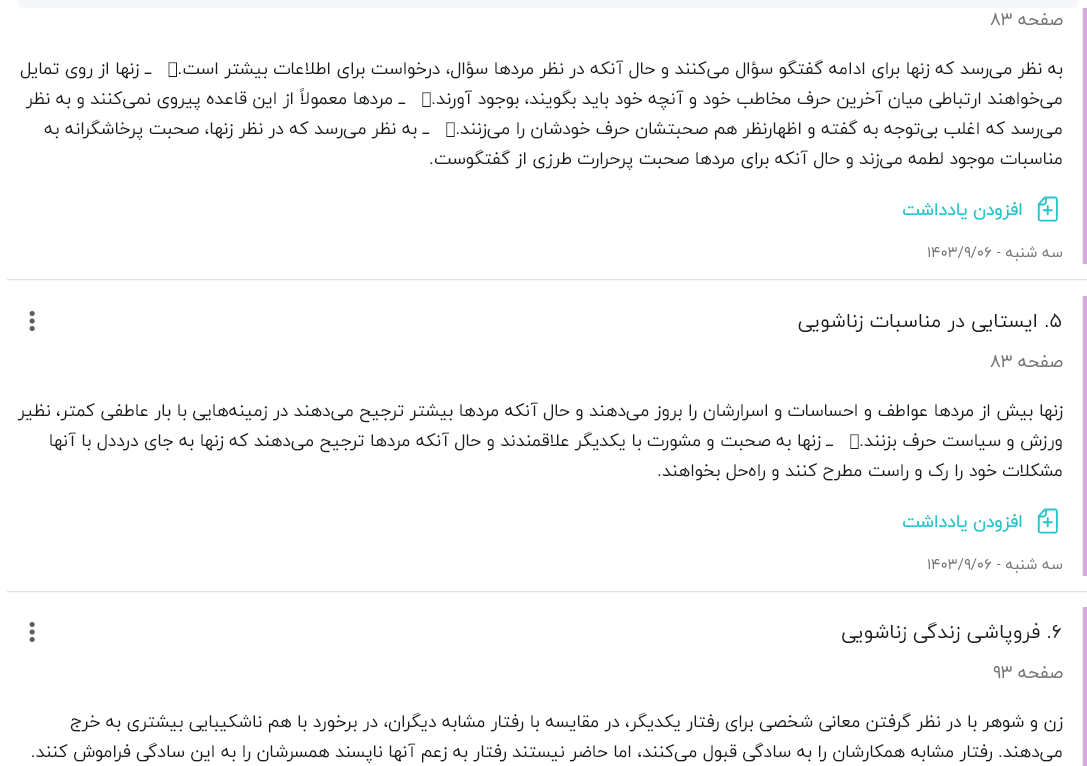 صفحه ۸۳
به نظر می‌رسد که زنها برای ادامه گفتگو سؤال می‌کنند و حال آنکه در نظر مردها سؤال، درخواست برای اطلاعات بیشتر است.▯ ــ زنها از روی تمایل
می‌خواهند ارتباطی میان آخرین حرف مخاطب خود و آنچه خود باید بگویند، بوجود آورند.▯ ــ مردها معمولاً از این قاعده پیروی نمی‌کنند و به نظر
می‌رسد که اغلب بی‌توجه به گفته و اظهارنظر هم صحبتشان حرف خودشان را می‌زنند.▯ ــ به نظر می‌رسد که در نظر زنها، صحبت پرخاشگرانه به
مناسبات موجود لطمه می‌زند و حال آنکه برای مردها صحبت پرحرارت طرزی از گفتگوست.
افزودن یادداشت
سه شنبه - ۱۴۰۳/۹/۰۶
۵. ایستایی در مناسبات زناشویی
صفحه ۸۳
زنها بیش از مردها عواطف و احساسات و اسرارشان را بروز می‌دهند و حال آنکه مردها بیشتر ترجیح می‌دهند در زمینه‌هایی با بار عاطفی کمتر، نظیر
ورزش و سیاست حرف بزنند.▯ ــ زنها به صحبت و مشورت با یکدیگر علاقمندند و حال آنکه مردها ترجیح می‌دهند که زنها به جای درددل با آنها
مشکلات خود را رک و راست مطرح کنند و راه‌حل بخواهند.
افزودن یادداشت
سه شنبه - ۱۴۰۳/۹/۰۶
۶. فروپاشی زندگی زناشویی
صفحه ۹۳
زن و شوهر با در نظر گرفتن معانی شخصی برای رفتار یکدیگر، در مقایسه با رفتار مشابه دیگران، در برخورد با هم ناشکیبایی بیشتری به خرج
می‌دهند. رفتار مشابه همکارشان را به سادگی قبول می‌کنند، اما حاضر نیستند رفتار به زعم آنها ناپسند همسرشان را به این سادگی فراموش کنند.